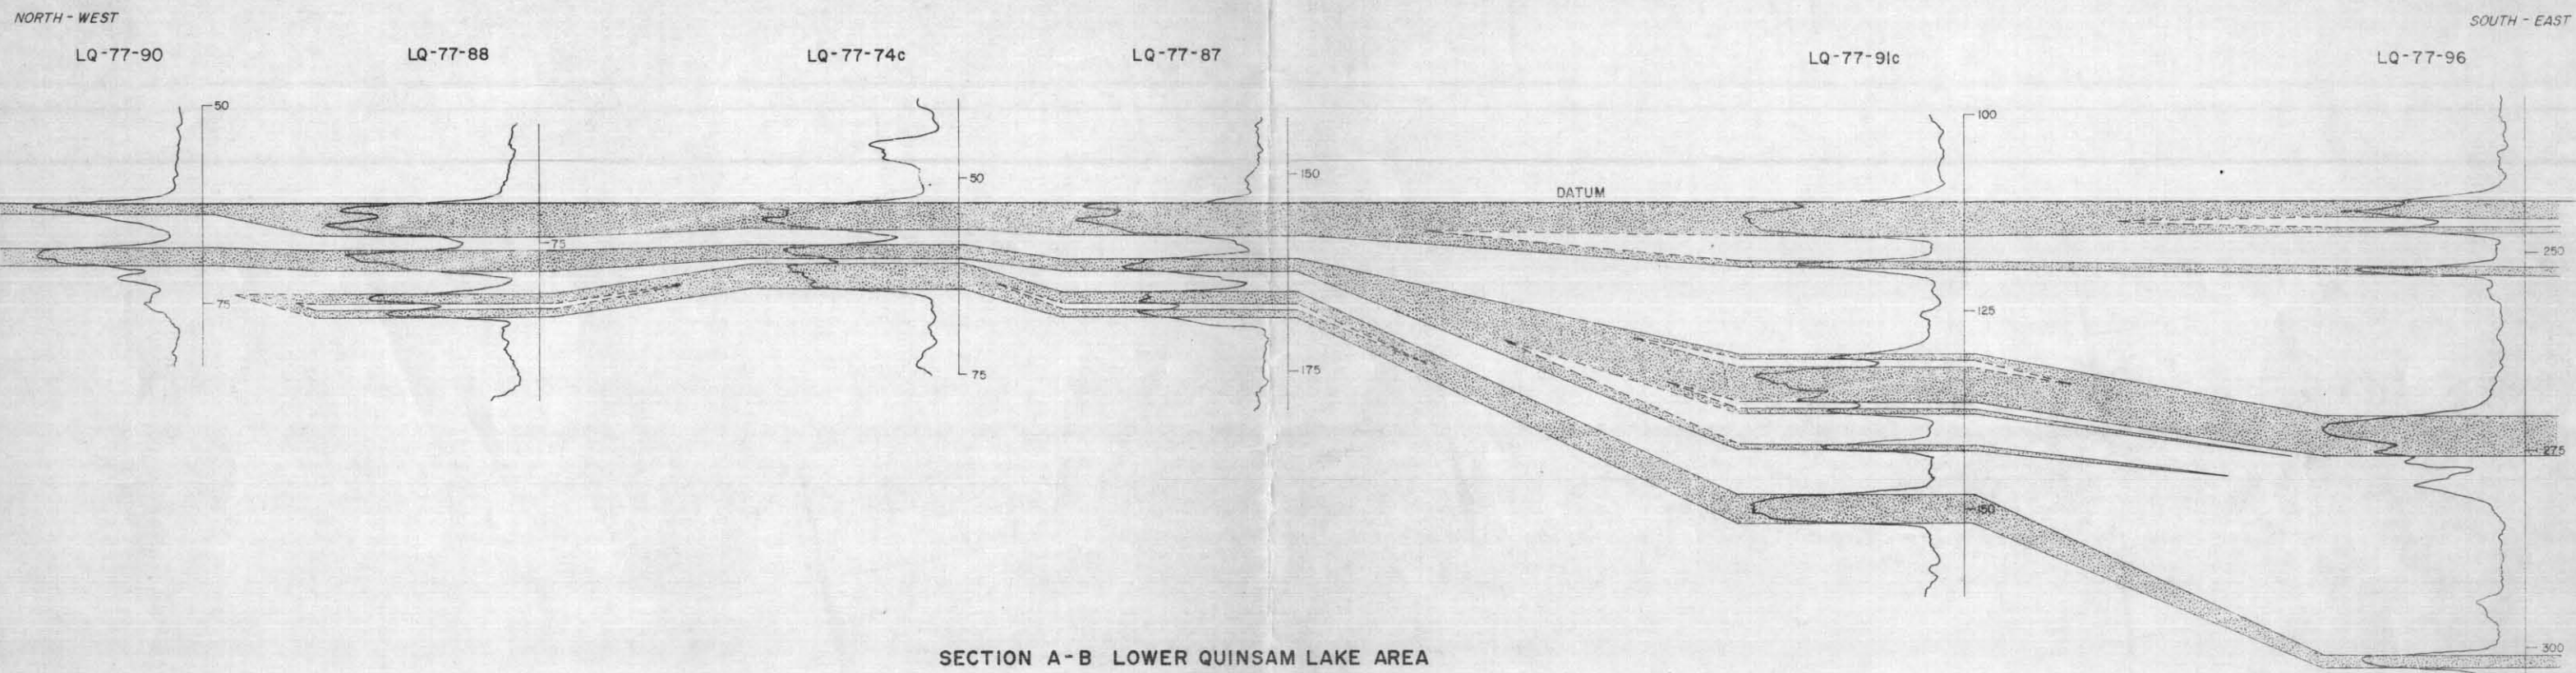 NORTH - WEST
SOUTH - EAST
LQ-77-90
LQ-77-88
LQ-77-74c
LQ-77-87
LQ-77-91c
LQ-77-96
50
100
150
50
DATUM
75
250
75
125
175
75
275
150
300
SECTION A-B LOWER QUINSAM LAKE AREA